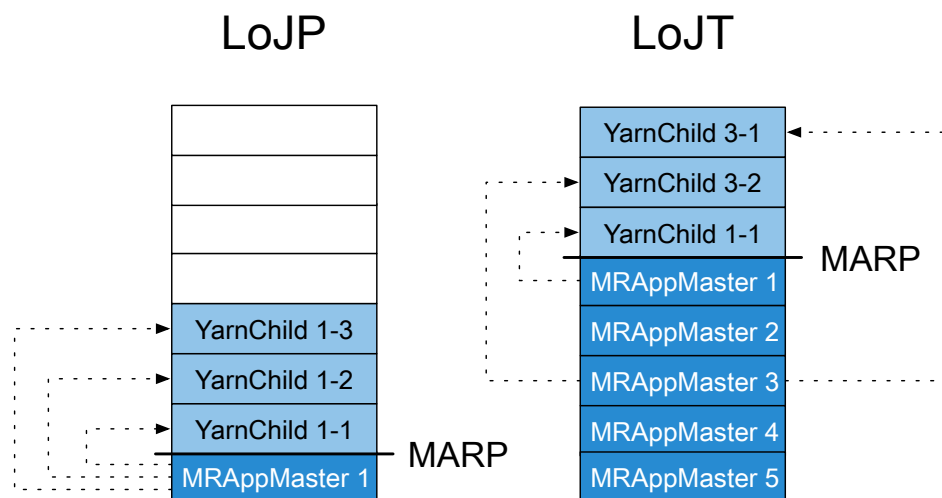 LoJP
YarnChild 1-3
YarnChild 1-2
YarnChild 1-1
MARP
MRAppMaster 1
LoJT
YarnChild 3-1
YarnChild 3-2
YarnChild 1-1
MARP
MRAppMaster 1
MRAppMaster 2
MRAppMaster 3
MRAppMaster 4
MRAppMaster 5